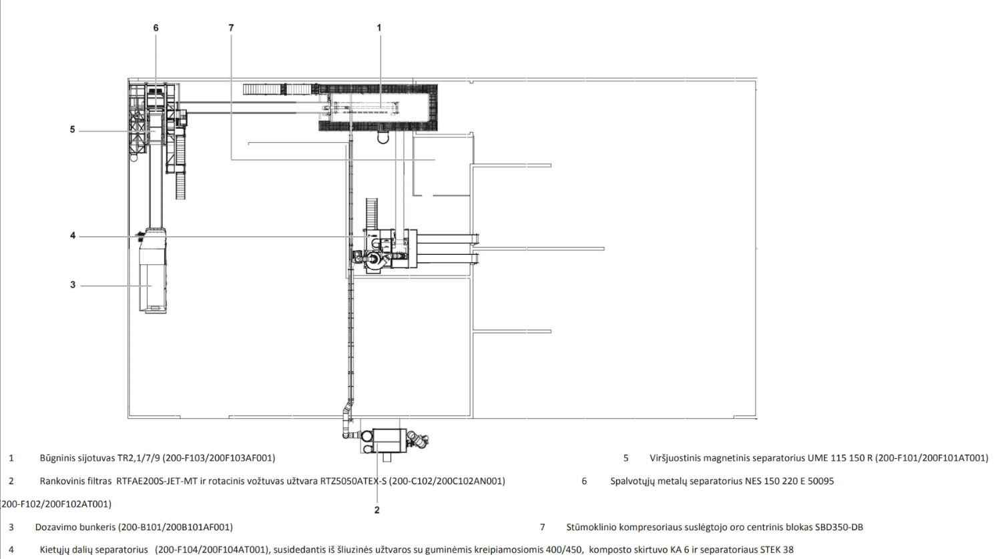 6 7 1
5
4
3
1 Būgninis sijotuvas TR2,1/7/9 (200-F103/200F103AF001) 5 Viršjuostinis magnetinis separatorius UME 115 150 R (200-F101/200F101AT001)
2 Rankovinis filtras RTFAE200S-JET-MT ir rotacinis vožtuvas užtvara RTZ5050ATEX-S (200-C102/200C102AN001) 6 Spalvotųjų metalų separatorius NES 150 220 E 50095
(200-F102/200F102AT001)
2
3 Dozavimo bunkeris (200-B101/200B101AF001) 7 Stūmoklinio kompresoriaus suslėgtojo oro centrinis blokas SBD350-DB
4 Kietųjų dalių separatorius (200-F104/200F104AT001), susidedantis iš šliuzinės užtvaros su guminėmis kreipiamosiomis 400/450, komposto skirtuvo KA 6 ir separatoriaus STEK 38